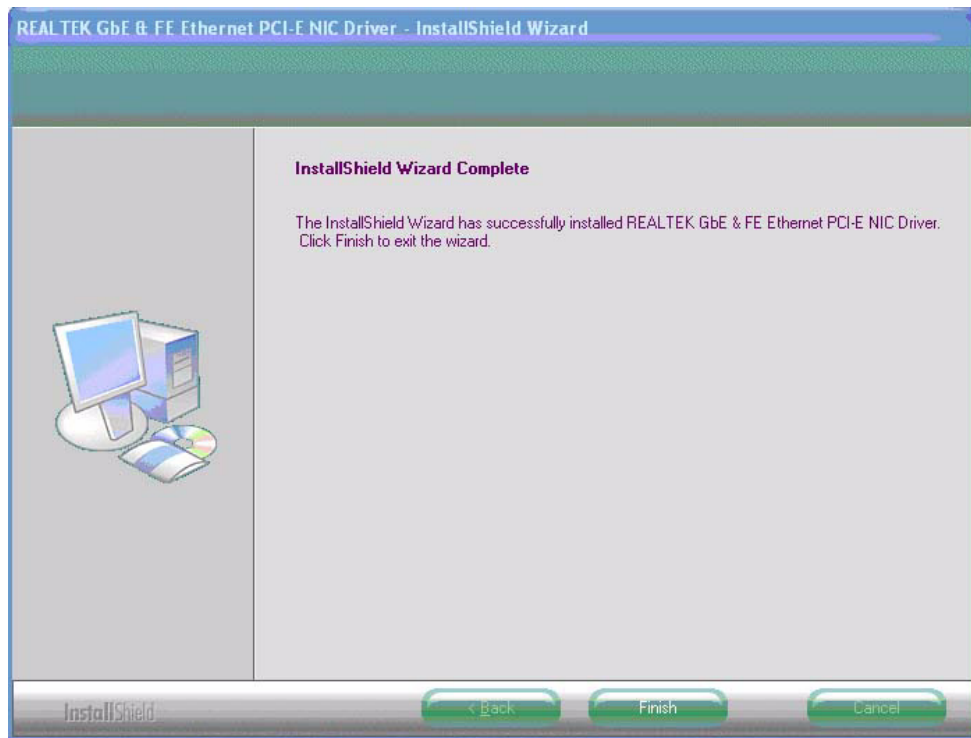 REALTEK GbE & FE Ethernet PCI-E NIC Driver - InstallShield Wizard
InstallShield Wizard Complete
The InstallShield Wizard has successfully installed REALTEK GbE & FE Ethernet PCI-E NIC Driver.
Click Finish to exit the wizard.
InstallShield
< Back
Finish
Cancel